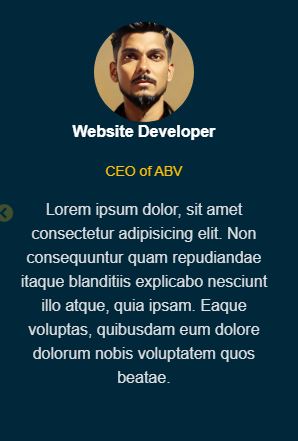 Website Developer
CEO of ABV
Lorem ipsum dolor, sit amet
consectetur adipisicing elit. Non
consequuntur quam repudiandae
itaque blanditiis explicabo nesciunt
illo atque, quia ipsam. Eaque
voluptas, quibusdam eum dolore
dolorum nobis voluptatem quos
beatae.